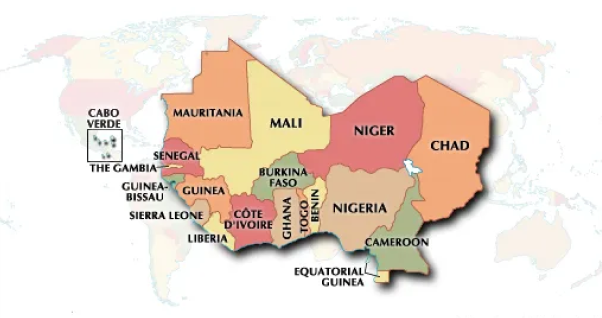 MAURITANIA
MALI
NIGER
CHAD
CABO
VERDE
SENEGAL
THE GAMBIA
GUINEA-
BISSAU
GUINEA
BURKINA
FASO
SIERRA LEONE
LIBERIA
CÔTE
D'IVOIRE
GHANA
TOGO
BENIN
NIGERIA
CAMEROON
EQUATORIAL
GUINEA